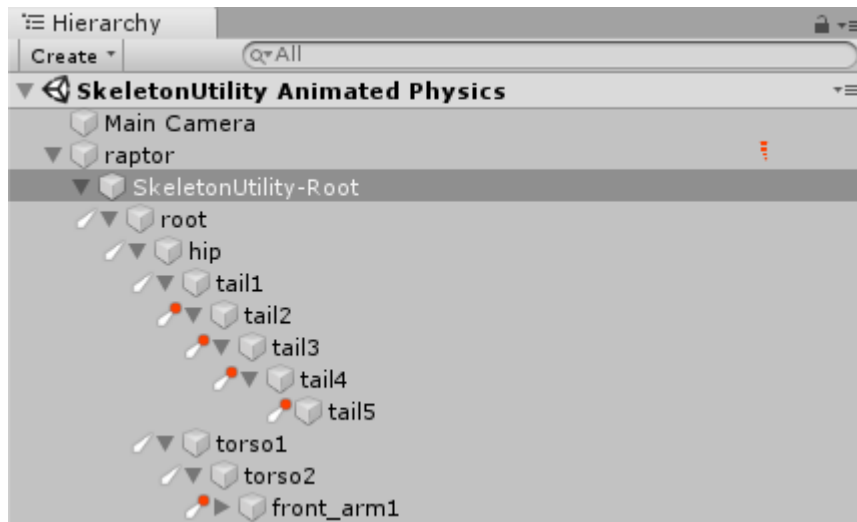 Hierarchy
Create All
SkeletonUtility Animated Physics
Main Camera
raptor
SkeletonUtility-Root
root
hip
tail1
tail2
tail3
tail4
tail5
torso1
torso2
front_arm1